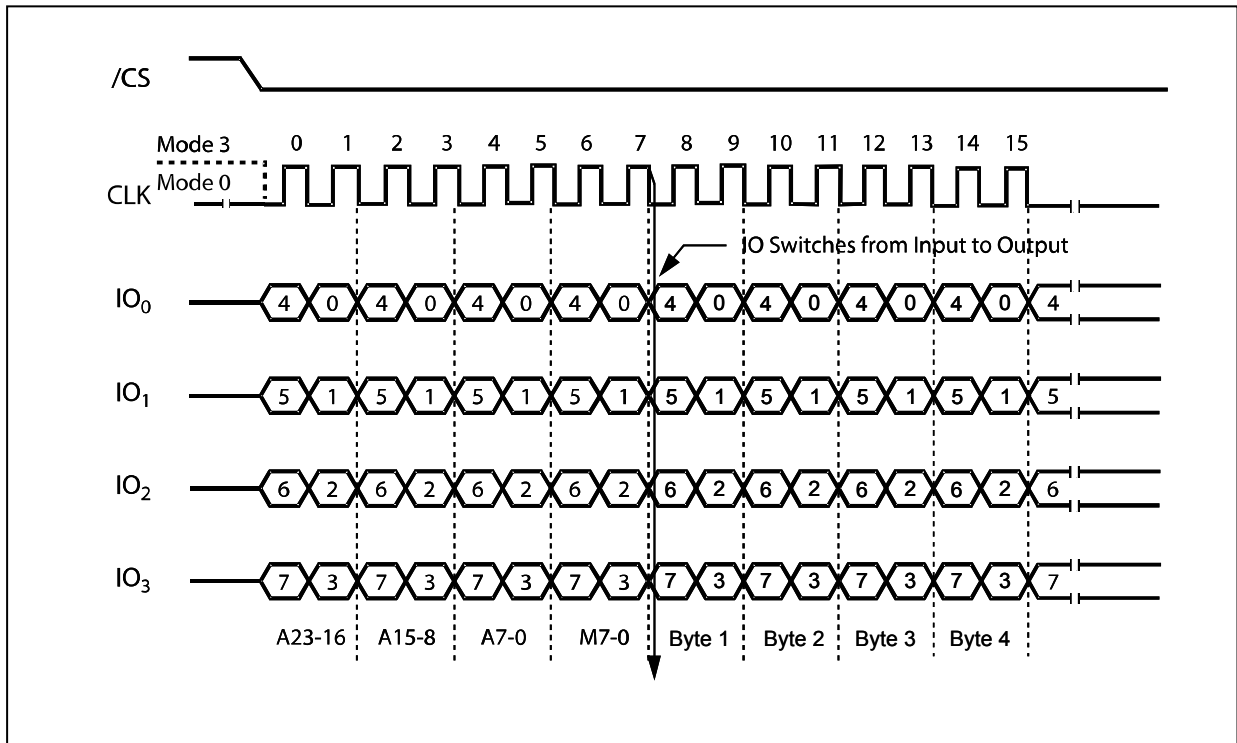 /CS
Mode 3
0 1 2 3 4 5 6 7 8 9 10 11 12 13 14 15
Mode 0
CLK
IO Switches from Input to Output
IO0 4 0 4 0 4 0 4 0 4 0 4 0 4 0 4 0 4
IO1 5 1 5 1 5 1 5 1 5 1 5 1 5 1 5 1 5
IO2 6 2 6 2 6 2 6 2 6 2 6 2 6 2 6 2 6
IO3 7 3 7 3 7 3 7 3 7 3 7 3 7 3 7 3 7
A23-16 A15-8 A7-0 M7-0 Byte 1 Byte 2 Byte 3 Byte 4